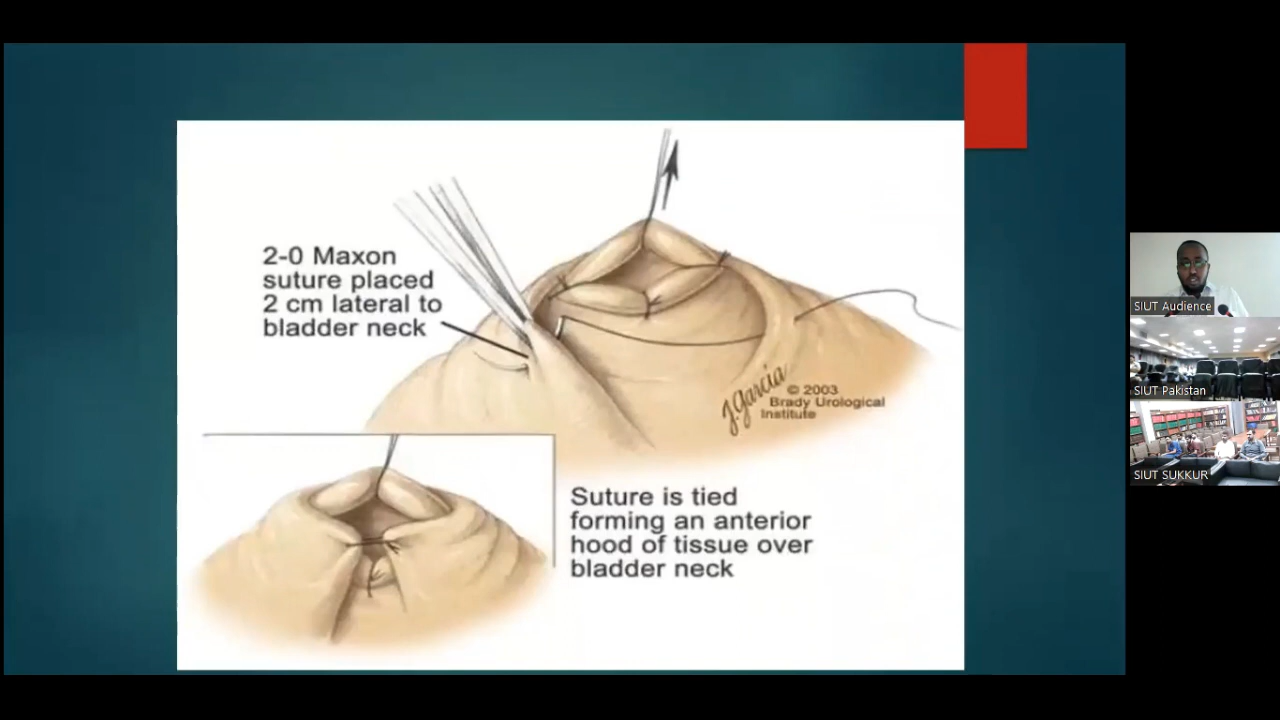 2-0 Maxon
suture placed
2 cm lateral to
bladder neck
J.Garcia
© 2003
Brady Urological
Institute
Suture is tied
forming an anterior
hood of tissue over
bladder neck
SIUT Audience
SIUT Pakistan
SIUT SUKKUR